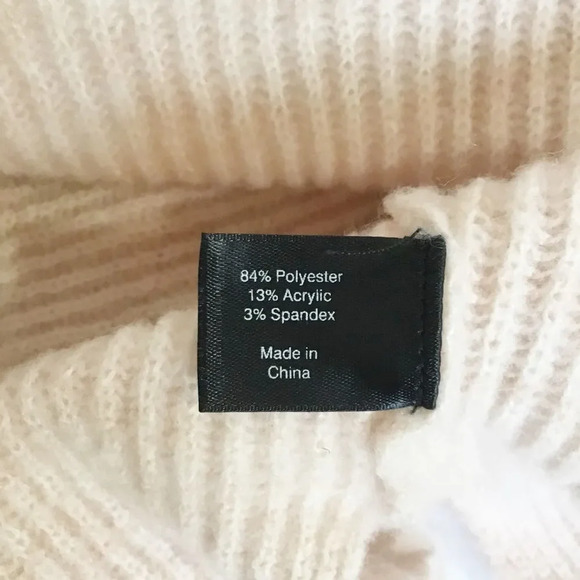 84% Polyester
13% Acrylic
3% Spandex
Made in
China